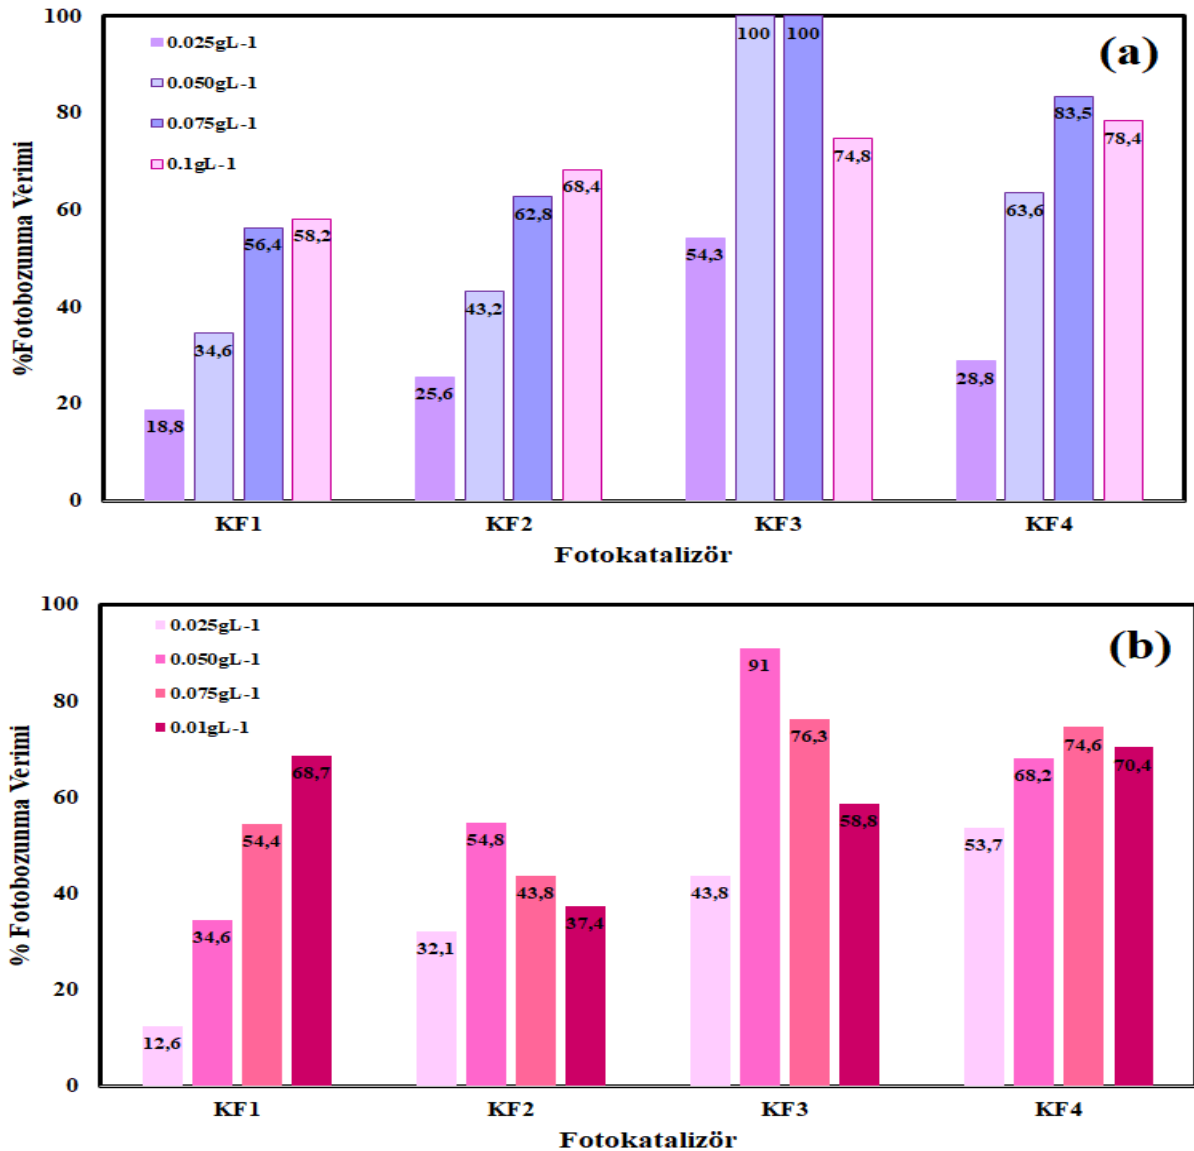 100
80
60
40
20
0
%Fotobozunma Verimi
0.025gL-1
0.050gL-1
0.075gL-1
0.1gL-1
(a)
18,8
34,6
56,4
58,2
25,6
43,2
62,8
68,4
54,3
100
100
74,8
28,8
63,6
83,5
78,4
KF1 KF2 KF3 KF4
Fotokatalizör
100
80
60
40
20
0
% Fotobozunma Verimi
0.025gL-1
0.050gL-1
0.075gL-1
0.01gL-1
(b)
12,6
34,6
54,4
68,7
32,1
54,8
43,8
37,4
43,8
91
76,3
58,8
53,7
68,2
74,6
70,4
KF1 KF2 KF3 KF4
Fotokatalizör